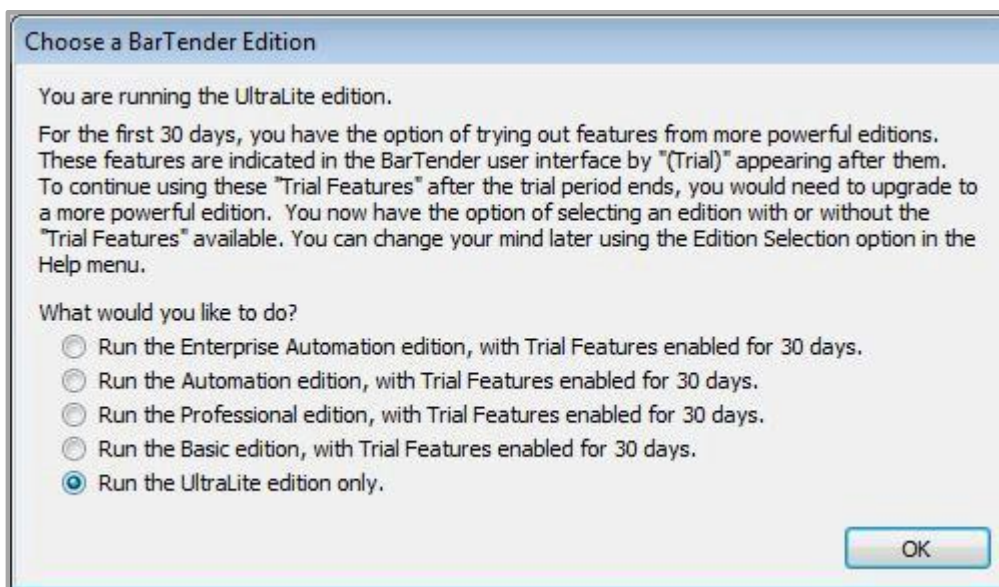 Choose a BarTender Edition
You are running the UltraLite edition.
For the first 30 days, you have the option of trying out features from more powerful editions.
These features are indicated in the BarTender user interface by "(Trial)" appearing after them.
To continue using these "Trial Features" after the trial period ends, you would need to upgrade to
a more powerful edition.  You now have the option of selecting an edition with or without the
"Trial Features" available. You can change your mind later using the Edition Selection option in the
Help menu.
What would you like to do?
Run the Enterprise Automation edition, with Trial Features enabled for 30 days.
Run the Automation edition, with Trial Features enabled for 30 days.
Run the Professional edition, with Trial Features enabled for 30 days.
Run the Basic edition, with Trial Features enabled for 30 days.
Run the UltraLite edition only.
OK